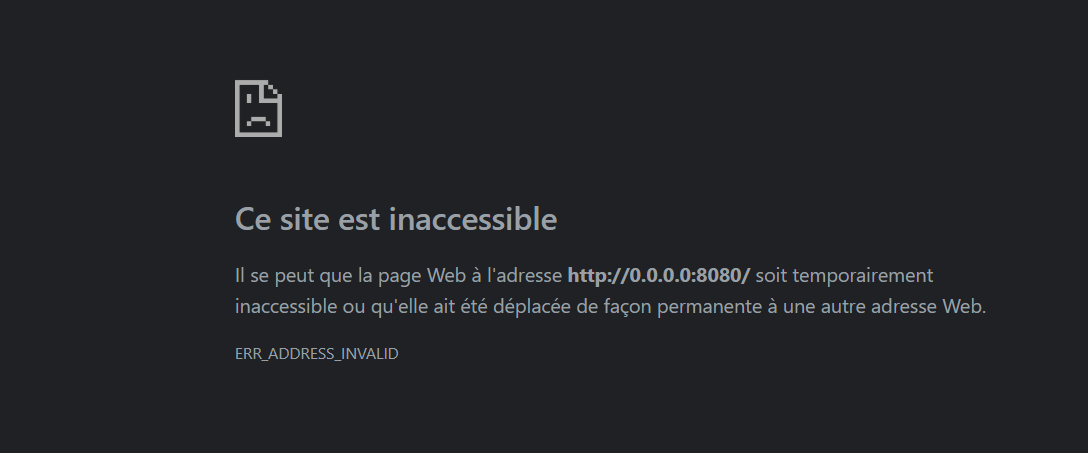 Ce site est inaccessible
Il se peut que la page Web à l'adresse http://0.0.0.0:8080/ soit temporairement
inaccessible ou qu'elle ait été déplacée de façon permanente à une autre adresse Web.
ERR_ADDRESS_INVALID